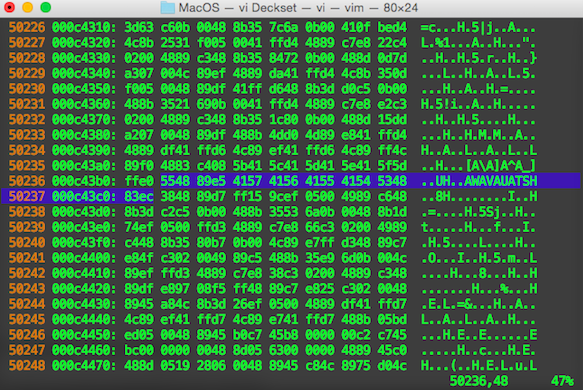 MacOS — vi Deckset — vi — vim — 80×24
50226 000c4310: 3d63 c60b 0048 8b35 7c6a 0b00 410f bed4 =c...H.5|j..A...
50227 000c4320: 4c8b 2531 f005 0041 ffd4 4889 c7e8 22c4 L.%1...A..H...".
50228 000c4330: 0200 4889 c348 8b35 8472 0b00 488d 0d7d ..H..H.5.r..H..}
50229 000c4340: a307 004c 89ef 4889 da41 ffd4 4c8b 350d ...L..H..A..L.5.
50230 000c4350: f005 0048 89df 41ff d648 8b3d d0c5 0b00 ...H..A..H.=....
50231 000c4360: 488b 3521 690b 0041 ffd4 4889 c7e8 e2c3 H.5!i..A..H.....
50232 000c4370: 0200 4889 c348 8b35 1c80 0b00 488d 15dd ..H..H.5....H...
50233 000c4380: a207 0048 89df 488b 4dd0 4d89 e841 ffd4 ...H..H.M.M..A..
50234 000c4390: 4889 df41 ffd6 4c89 ef41 ffd6 4c89 ff4c H..A..L..A..L..L
50235 000c43a0: 89f0 4883 c408 5b41 5c41 5d41 5e41 5f5d ..H...[A\A]A^A_]
50236 000c43b0: ffe0 5548 89e5 4157 4156 4155 4154 5348 ..UH..AWAVAUATSH
50237 000c43c0: 83ec 3848 89d7 ff15 9cef 0500 4989 c648 ..8H........I..H
50238 000c43d0: 8b3d c2c5 0b00 488b 3553 6a0b 0048 8b1d .=....H.5Sj..H..
50239 000c43e0: 74ef 0500 ffd3 4889 c7e8 66c3 0200 4989 t.....H...f...I.
50243 000c43f0: c448 8b35 80b7 0b00 4c89 e7ff d348 89c7 .H.5....L....H..
50241 000c4400: e84f c302 0049 89c5 488b 35e9 6d0b 004c .O...I..H.5.m..L
50242 000c4410: 89ef ffd3 4889 c7e8 38c3 0200 4889 c348 ....H...8...H..H
50243 000c4420: 89df e897 08f5 ff48 89c7 e825 c302 0048 .......H...%...H
50244 000c4430: 8945 a84c 8b3d 26ef 0500 4889 df41 ffd7 .E.L.=&...H..A..
50245 000c4440: 4c89 ef41 ffd7 4c89 e741 ffd7 488b 05bd L..A..L..A..H...
50246 000c4450: ed05 0048 8945 b0c7 45b8 0000 00c2 c745 ...H.E..E......E
50247 000c4460: bc00 0000 0048 8d05 6300 0000 4889 45c0 .....H..c...H.E.
50248 000c4470: 488d 0519 2806 0048 8945 c84c 8975 d04c H...(..H.E.L.u.L
50236,48 47%